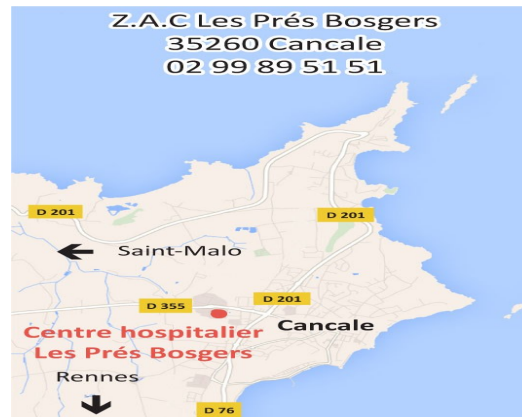 Z.A.C Les Prés Bosgers
35260 Cancale
02 99 89 51 51
D 201
D 201
Saint-Malo
D 355
D 201
Centre hospitalier
Les Prés Bosgers
Cancale
Rennes
D 76